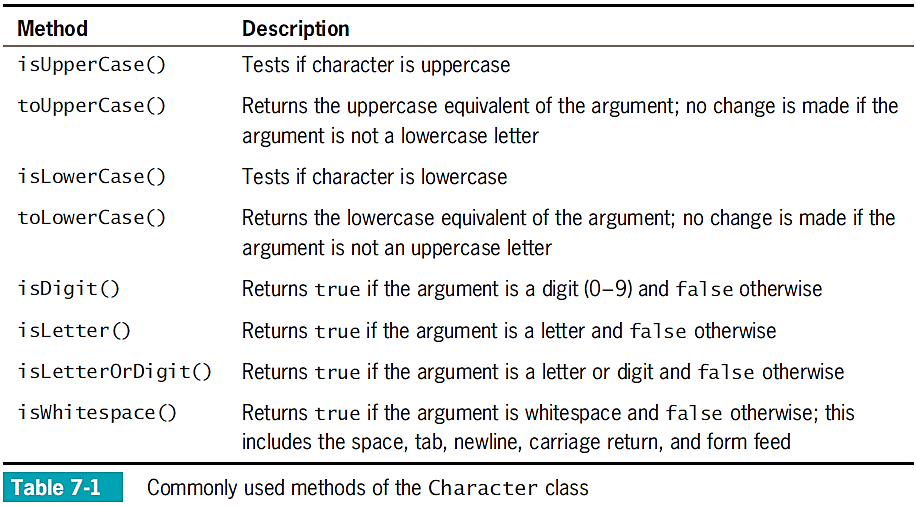 Method Description
isUpperCase() Tests if character is uppercase
toUpperCase() Returns the uppercase equivalent of the argument; no change is made if the
argument is not a lowercase letter
isLowerCase() Tests if character is lowercase
toLowerCase() Returns the lowercase equivalent of the argument; no change is made if the
argument is not an uppercase letter
isDigit() Returns true if the argument is a digit (0–9) and false otherwise
isLetter() Returns true if the argument is a letter and false otherwise
isLetterOrDigit() Returns true if the argument is a letter or digit and false otherwise
isWhitespace() Returns true if the argument is whitespace and false otherwise; this
includes the space, tab, newline, carriage return, and form feed
Table 7-1 Commonly used methods of the Character class